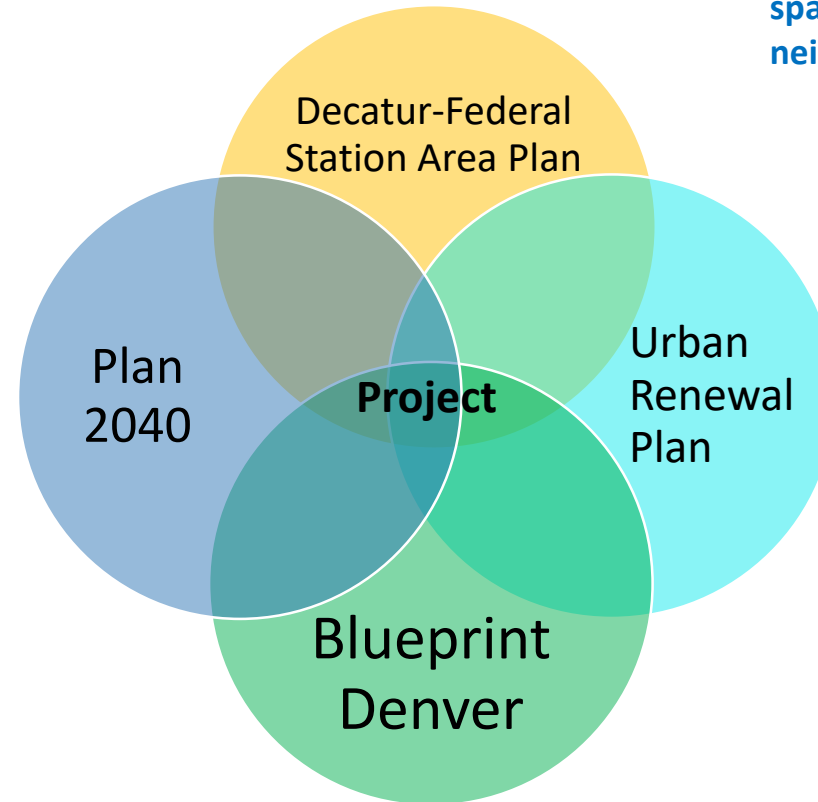 Decatur-Federal
Station Area Plan
Plan
2040
Project
Urban
Renewal
Plan
Blueprint
Denver